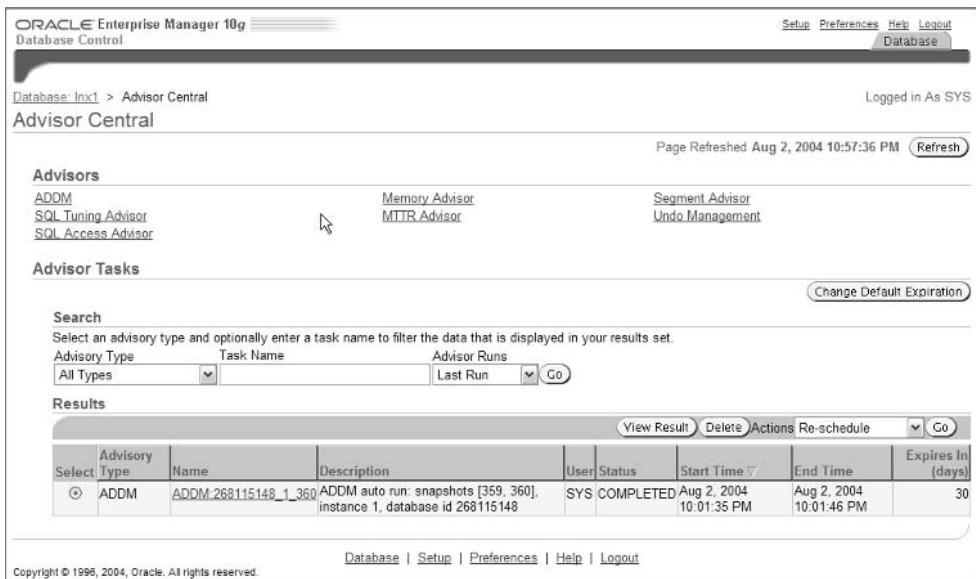 ORACLE Enterprise Manager 10g
Database Control
Setup Preferences Help Logout
Database
Database: lnx1 > Advisor Central
Logged in As SYS
Advisor Central
Page Refreshed Aug 2, 2004 10:57:36 PM Refresh
Advisors
ADDM Memory Advisor Segment Advisor
SQL Tuning Advisor MTTR Advisor Undo Management
SQL Access Advisor
Advisor Tasks
Change Default Expiration
Search
Select an advisory type and optionally enter a task name to filter the data that is displayed in your results set.
Advisory Type Task Name Advisor Runs
All Types Last Run Go
Results
View Result Delete Actions Re-schedule Go
Select Advisory Type Name Description User Status Start Time End Time Expires In (days)
ADDM ADDM:268115148_1_360 ADDM auto run: snapshots [359, 360], instance 1, database id 268115148 SYS COMPLETED Aug 2, 2004 10:01:35 PM Aug 2, 2004 10:01:46 PM 30
Database | Setup | Preferences | Help | Logout
Copyright © 1996, 2004, Oracle. All rights reserved.